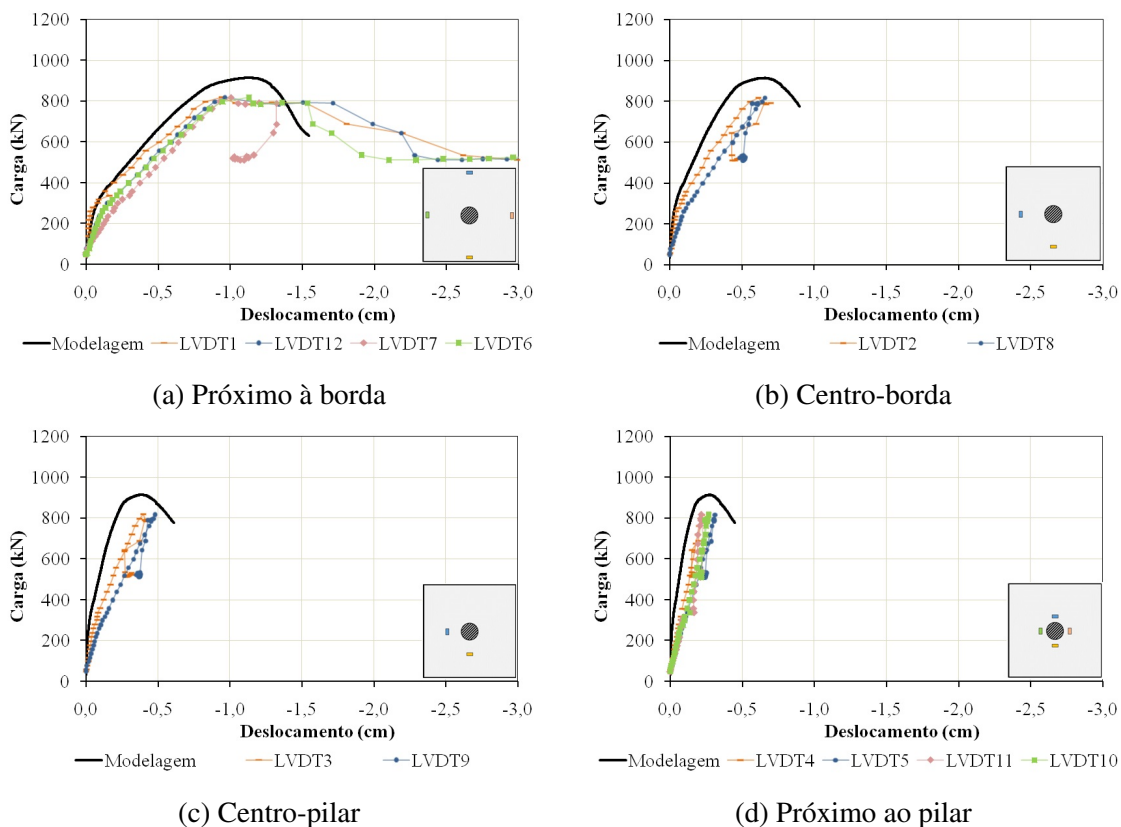 1200
1000
800
600
400
200
0
Carga (kN)
0,0 -0,5 -1,0 -1,5 -2,0 -2,5 -3,0
Deslocamento (cm)
Modelagem LVDT1 LVDT12 LVDT7 LVDT6
(a) Próximo à borda
1200
1000
800
600
400
200
0
Carga (kN)
0,0 -0,5 -1,0 -1,5 -2,0 -2,5 -3,0
Deslocamento (cm)
Modelagem LVDT2 LVDT8
(b) Centro-borda
1200
1000
800
600
400
200
0
Carga (kN)
0,0 -0,5 -1,0 -1,5 -2,0 -2,5 -3,0
Deslocamento (cm)
Modelagem LVDT3 LVDT9
(c) Centro-pilar
1200
1000
800
600
400
200
0
Carga (kN)
0,0 -0,5 -1,0 -1,5 -2,0 -2,5 -3,0
Deslocamento (cm)
Modelagem LVDT4 LVDT5 LVDT11 LVDT10
(d) Próximo ao pilar